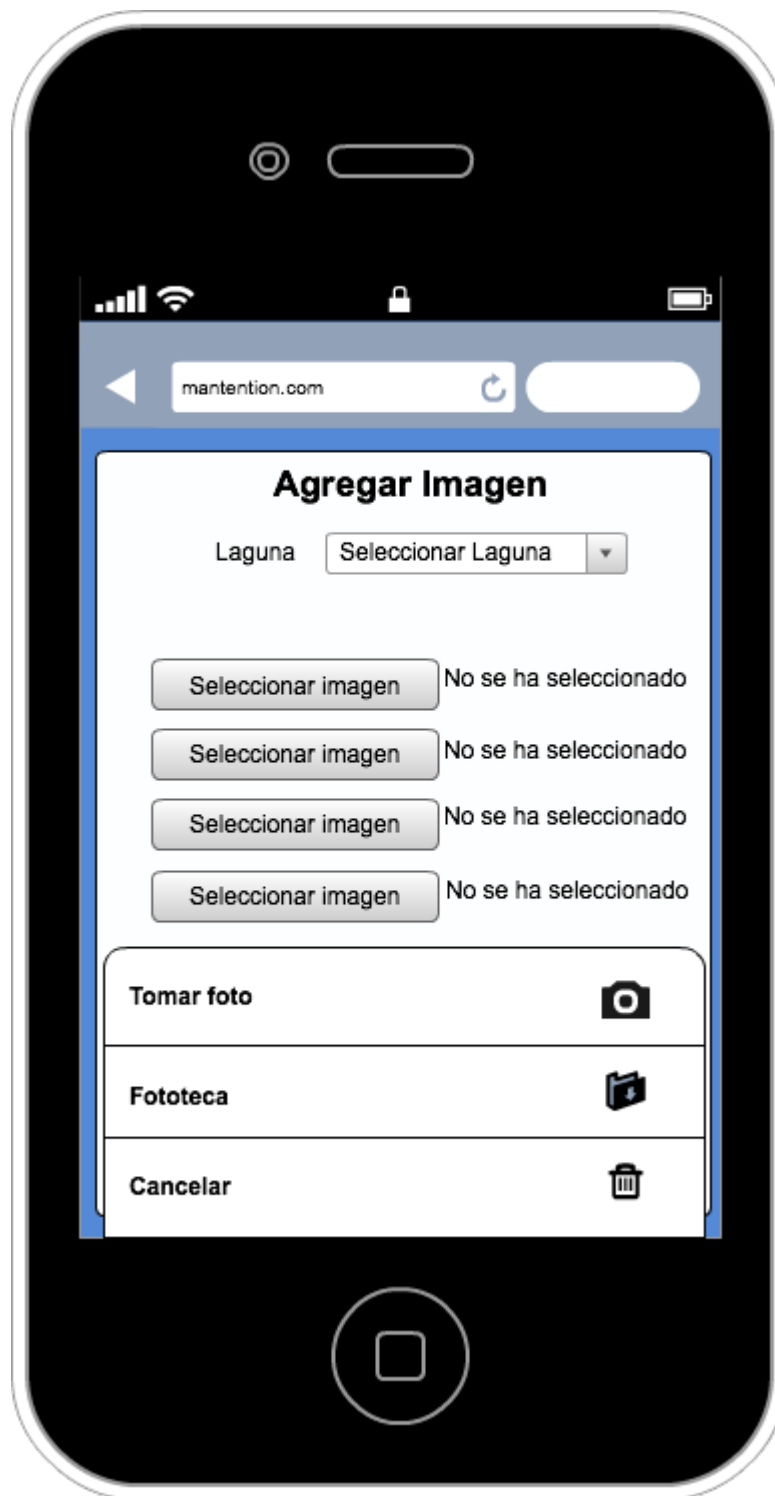 mantention.com
Agregar Imagen
Laguna Seleccionar Laguna
Seleccionar imagen No se ha seleccionado
Seleccionar imagen No se ha seleccionado
Seleccionar imagen No se ha seleccionado
Seleccionar imagen No se ha seleccionado
Tomar foto
Fototeca
Cancelar